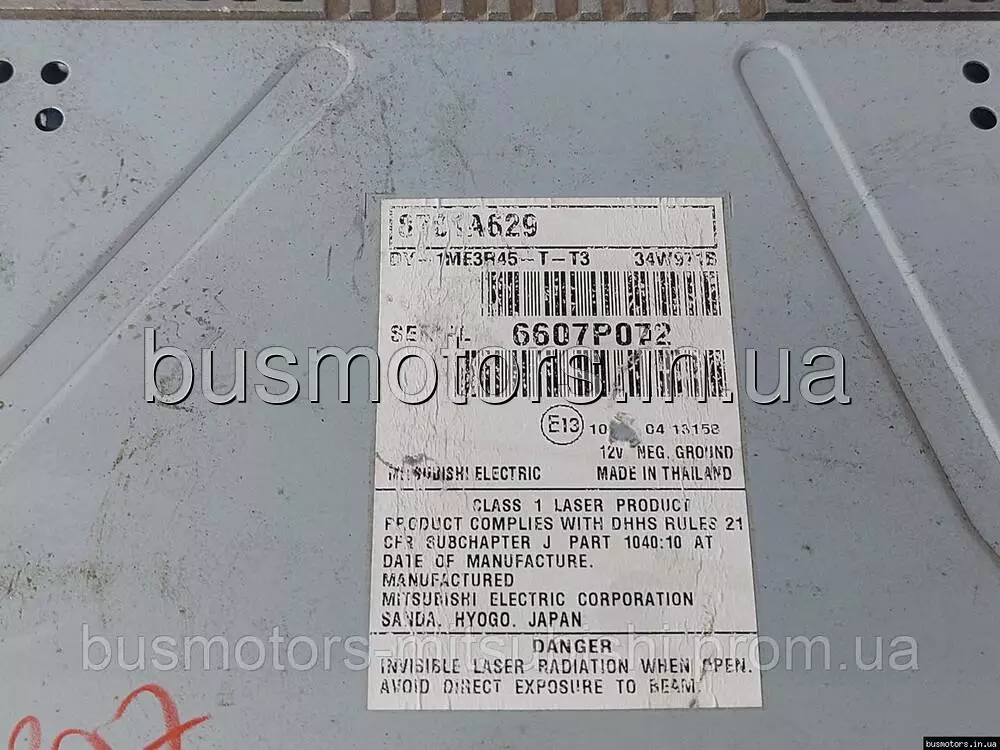 8701A629
DY-1ME3R45-T-T3
SERIAL 6607P072
busmotors.in.ua
E13 04 13158
12V NEG. GROUND
MITSUBISHI ELECTRIC MADE IN THAILAND
CLASS 1 LASER PRODUCT
PRODUCT COMPLIES WITH DHHS RULES 21
CFR SUBCHAPTER J PART 1040:10 AT
DATE OF MANUFACTURE.
MANUFACTURED
MITSUBISHI ELECTRIC CORPORATION
SANDA. HYOGO. JAPAN
DANGER
busmotors-mitsubishi.prom.ua
INVISIBLE LASER RADIATION WHEN OPEN.
AVOID DIRECT EXPOSURE TO BEAM.
busmotors.in.ua